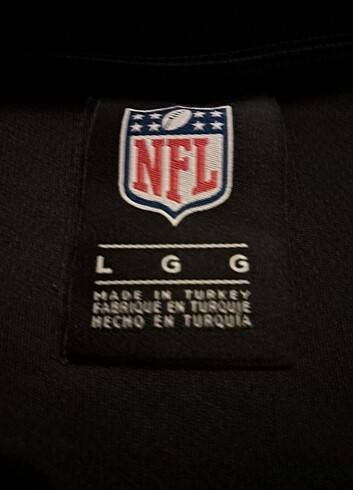 NFL
L G G
MADE IN TURKEY
FABRIQUE EN TURQUIE
HECHO EN TURQUIA